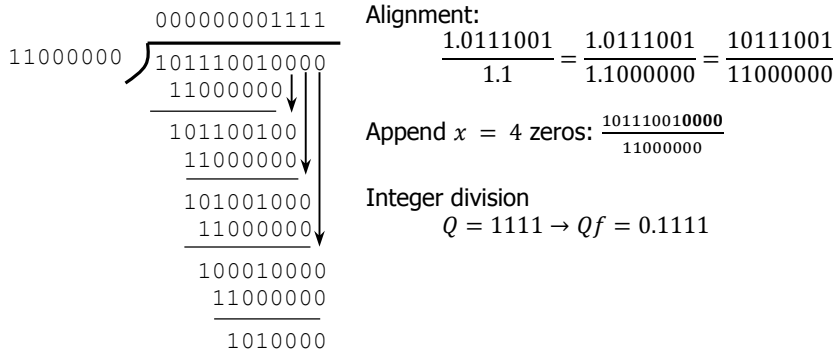 000000001111
11000000 101110010000
11000000
101100100
11000000
101001000
11000000
100010000
11000000
1010000
Alignment:
1.0111001 / 1.1 = 1.0111001 / 1.1000000 = 10111001 / 11000000
Append x = 4 zeros: 101110010000 / 11000000
Integer division
Q = 1111 → Qf = 0.1111